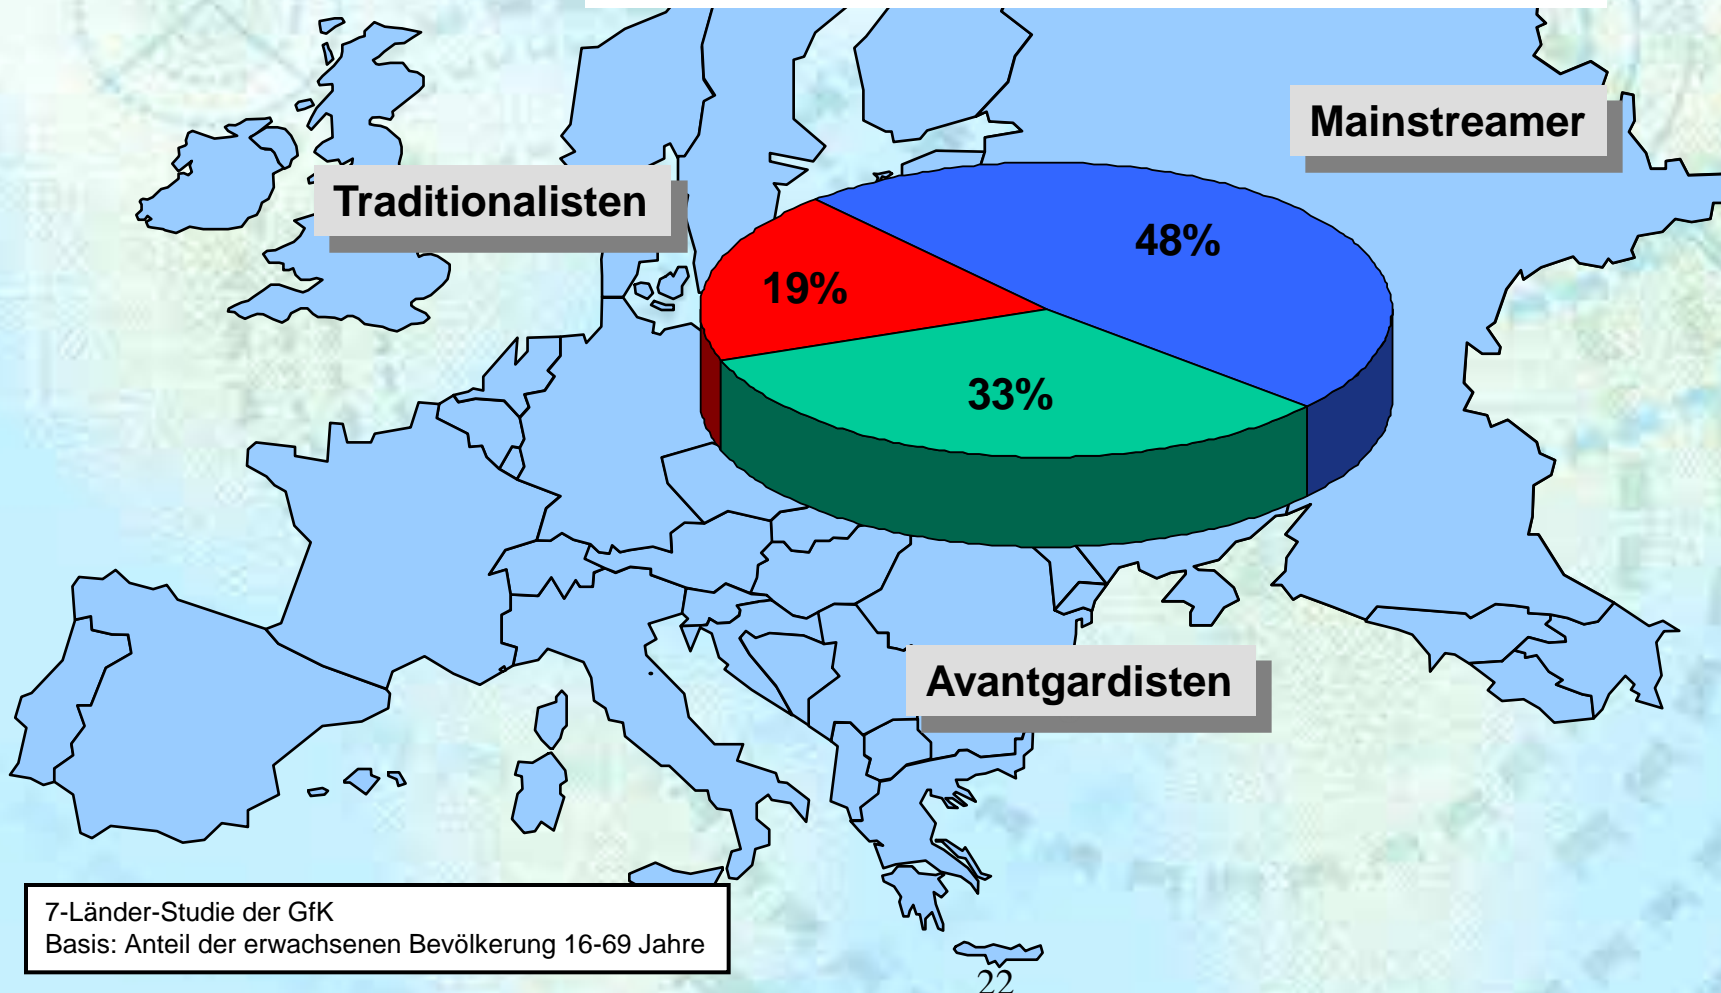 Mainstreamer
Traditionalisten
48%
19%
33%
Avantgardisten
7-Länder-Studie der GfK
Basis: Anteil der erwachsenen Bevölkerung 16-69 Jahre
22